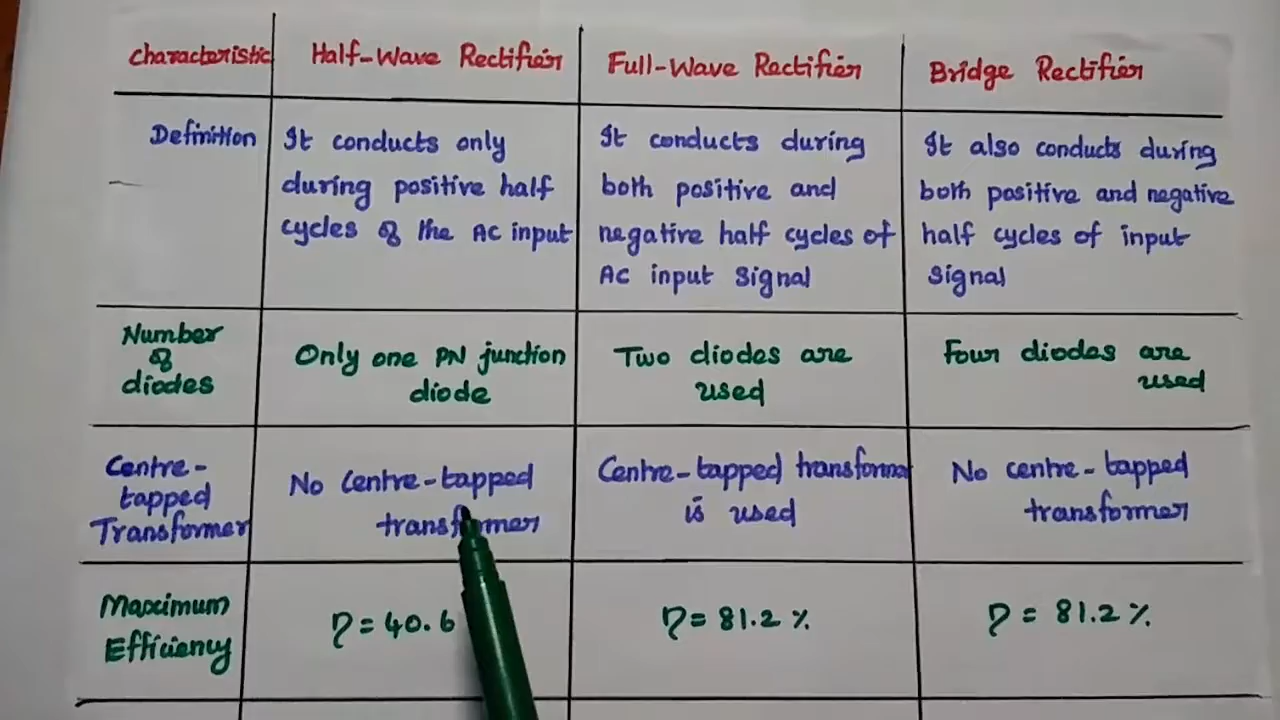 Characteristic
Half-Wave Rectifier
Full-Wave Rectifier
Bridge Rectifier
Definition
It conducts only
during positive half
cycles of the AC input
It conducts during
both positive and
negative half cycles of
AC input signal
It also conducts during
both positive and negative
half cycles of input
signal
Number
of
diodes
Only one PN junction
diode
Two diodes are
used
Four diodes are
used
Centre-
tapped
Transformer
No centre-tapped
transformer
Centre-tapped transformer
is used
No centre-tapped
transformer
Maximum
Efficiency
η = 40.6
η = 81.2 %
η = 81.2 %